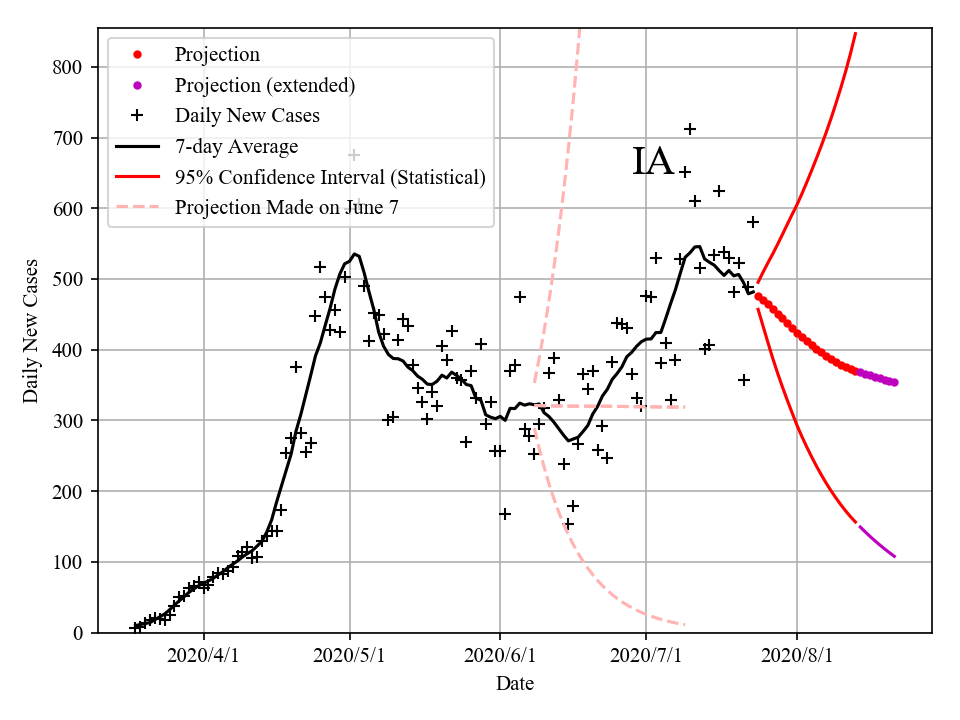 800
700
600
500
400
300
200
100
0
Daily New Cases
Projection
Projection (extended)
Daily New Cases
7-day Average
95% Confidence Interval (Statistical)
Projection Made on June 7
IA
2020/4/1 2020/5/1 2020/6/1 2020/7/1 2020/8/1
Date